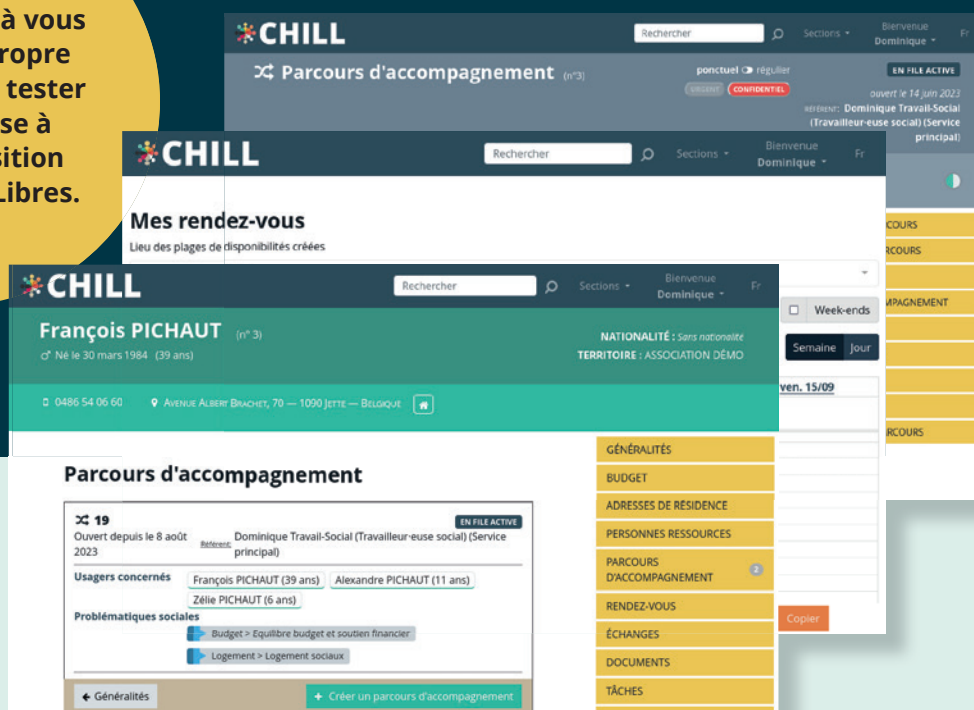 à vous
ropre
tester
se à
sition
Libres.
CHILL
Rechercher
Sections
Bienvenue
Dominique
Fr
Parcours d'accompagnement (n°3)
ponctuel régulier
URGENT CONFIDENTIEL
EN FILE ACTIVE
ouvert le 14 juin 2023
RÉFÉRENT: Dominique Travail-Social
(Travailleur·euse social) (Service
principal)
COURS
RCOURS
MPAGNEMENT
RCOURS
CHILL
Rechercher
Sections
Bienvenue
Dominique
Fr
Mes rendez-vous
Lieu des plages de disponibilités créées
Week-ends
Semaine Jour
ven. 15/09
Copier
CHILL
Rechercher
Sections
Bienvenue
Dominique
Fr
François PICHAUT (n° 3)
Né le 30 mars 1984 (39 ans)
NATIONALITÉ : Sans nationalité
TERRITOIRE : ASSOCIATION DÉMO
0486 54 06 60
AVENUE ALBERT BRACHET, 70 — 1090 JETTE — BELGIQUE
Parcours d'accompagnement
19
EN FILE ACTIVE
Ouvert depuis le 8 août
2023
Référent:
Dominique Travail-Social (Travailleur·euse social) (Service
principal)
Usagers concernés
François PICHAUT (39 ans)
Alexandre PICHAUT (11 ans)
Zélie PICHAUT (6 ans)
Problématiques sociales
Budget > Equilibre budget et soutien financier
Logement > Logement sociaux
← Généralités
+ Créer un parcours d'accompagnement
GÉNÉRALITÉS
BUDGET
ADRESSES DE RÉSIDENCE
PERSONNES RESSOURCES
PARCOURS
D'ACCOMPAGNEMENT
2
RENDEZ-VOUS
ÉCHANGES
DOCUMENTS
TÂCHES